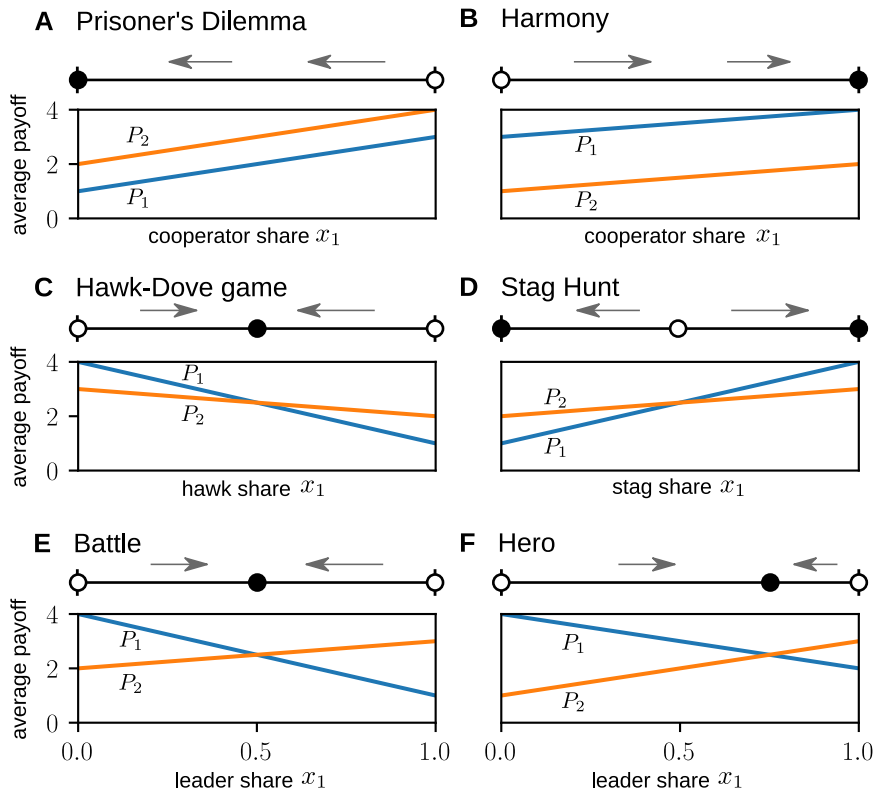 A Prisoner's Dilemma
average payoff
4
2
0
P₂
P₁
cooperator share x₁
B Harmony
P₁
P₂
cooperator share x₁
C Hawk-Dove game
average payoff
4
2
0
P₁
P₂
hawk share x₁
D Stag Hunt
P₂
P₁
stag share x₁
E Battle
average payoff
4
2
0
P₁
P₂
0.0 0.5 1.0
leader share x₁
F Hero
P₁
P₂
0.0 0.5 1.0
leader share x₁